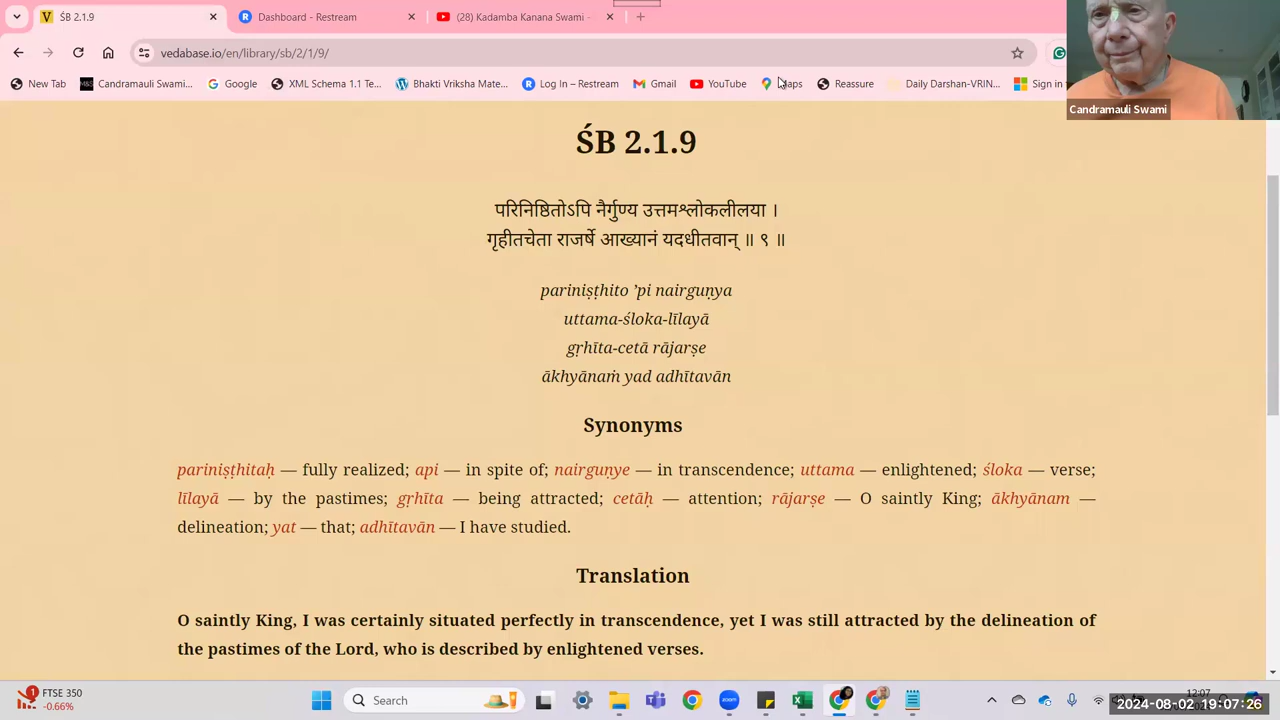 ŚB 2.1.9
Dashboard - Restream
(28) Kadamba Kanana Swami -
vedabase.io/en/library/sb/2/1/9/
New Tab
Candramauli Swami...
Google
XML Schema 1.1 Te...
Bhakti Vriksha Mate...
Log In – Restream
Gmail
YouTube
Reassure
Daily Darshan-VRIN...
Sign in
Candramauli Swami
ŚB 2.1.9
परिनिष्ठितोऽपि नैर्गुण्य उत्तमश्लोकलीलया ।
गृहीतचेता राजर्षे आख्यानं यदधीतवान् ॥ ९ ॥
pariniṣṭhito ’pi nairguṇya
uttama-śloka-līlayā
gṛhīta-cetā rājarṣe
ākhyānaṁ yad adhītavān
Synonyms
pariniṣṭhitaḥ — fully realized; api — in spite of; nairguṇye — in transcendence; uttama — enlightened; śloka — verse;
līlayā — by the pastimes; gṛhīta — being attracted; cetāḥ — attention; rājarṣe — O saintly King; ākhyānam —
delineation; yat — that; adhītavān — I have studied.
Translation
O saintly King, I was certainly situated perfectly in transcendence, yet I was still attracted by the delineation of
the pastimes of the Lord, who is described by enlightened verses.
1
FTSE 350
-0.66%
Search
12:07
2024-08-02 19:07:26